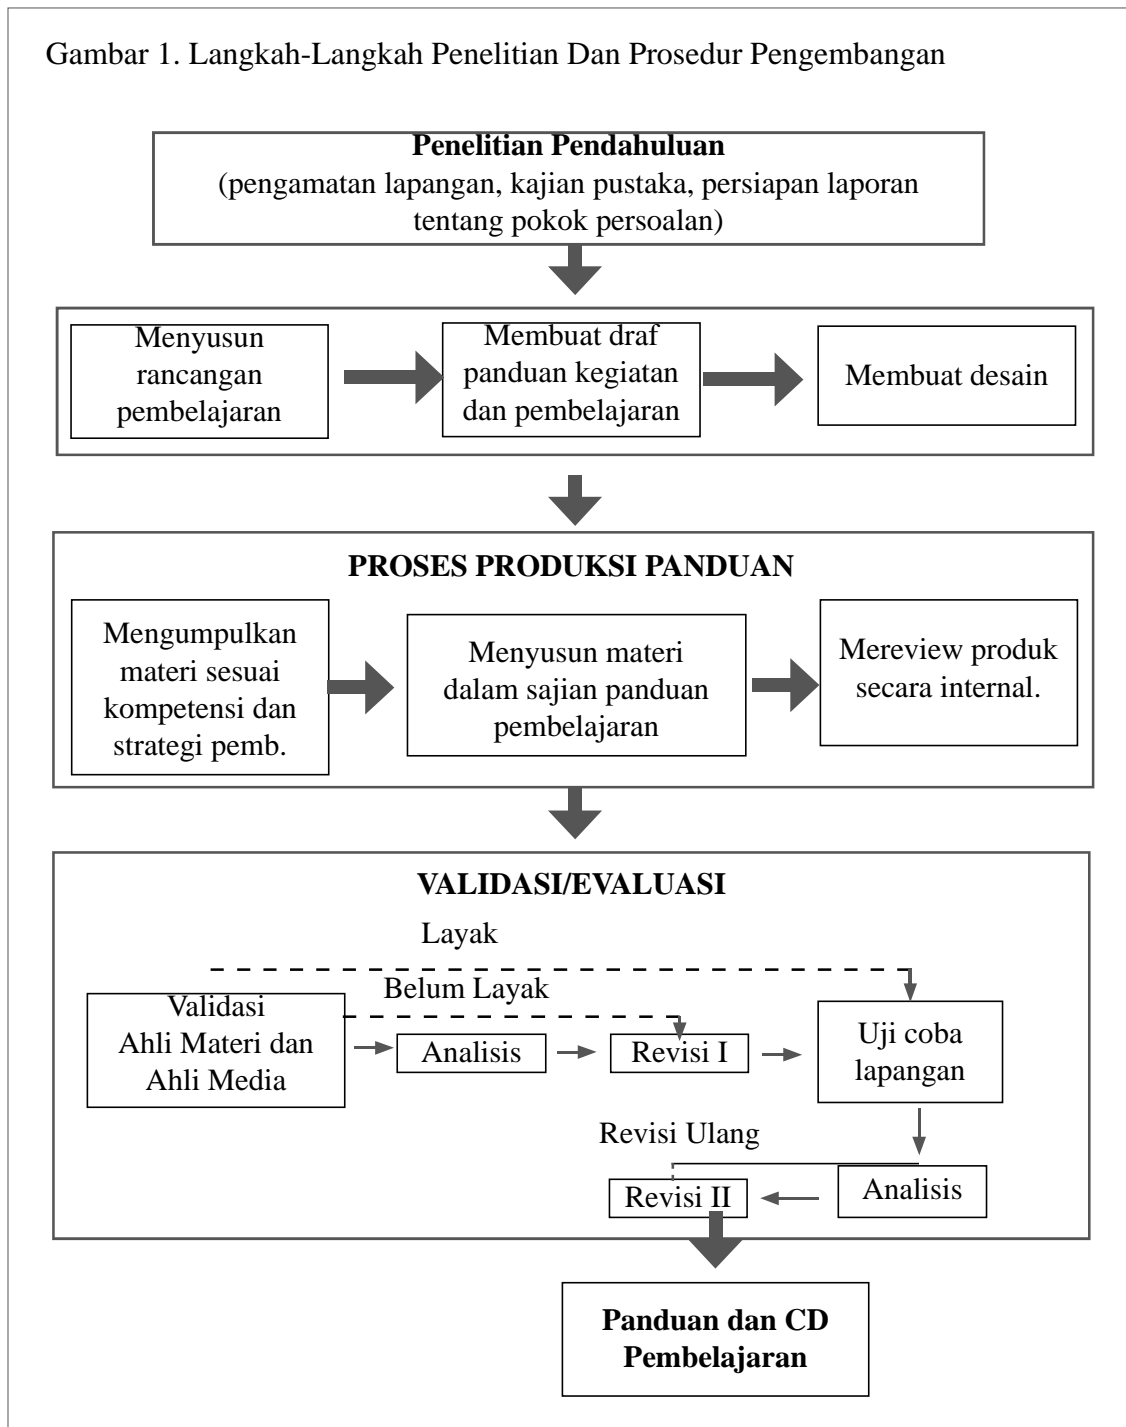 Gambar 1. Langkah-Langkah Penelitian Dan Prosedur Pengembangan
Penelitian Pendahuluan
(pengamatan lapangan, kajian pustaka, persiapan laporan
tentang pokok persoalan)
Menyusun
rancangan
pembelajaran
Membuat draf
panduan kegiatan
dan pembelajaran
Membuat desain
PROSES PRODUKSI PANDUAN
Mengumpulkan
materi sesuai
kompetensi dan
strategi pemb.
Menyusun materi
dalam sajian panduan
pembelajaran
Mereview produk
secara internal.
VALIDASI/EVALUASI
Layak
Belum Layak
Validasi
Ahli Materi dan
Ahli Media
Analisis
Revisi I
Uji coba
lapangan
Revisi Ulang
Revisi II
Analisis
Panduan dan CD
Pembelajaran